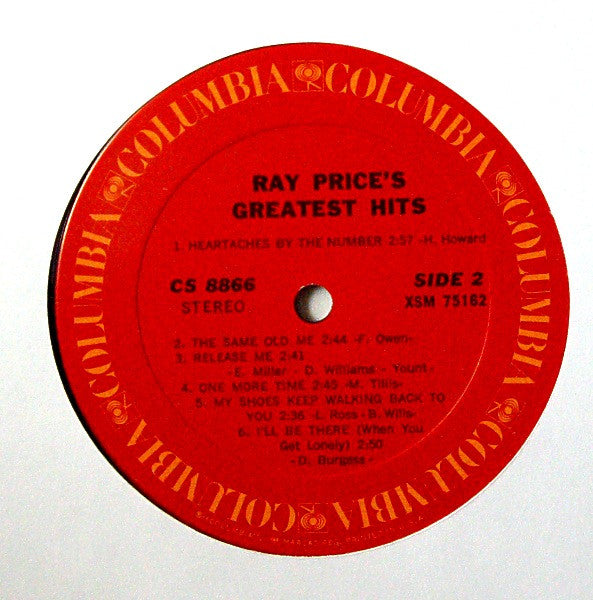 COLUMBIA COLUMBIA COLUMBIA COLUMBIA COLUMBIA COLUMBIA
RAY PRICE'S
GREATEST HITS
1. HEARTACHES BY THE NUMBER 2:57 -H. Howard
CS 8866 SIDE 2
STEREO XSM 75182
2. THE SAME OLD ME 2:44 -F. Owen-
3. RELEASE ME 2:41
-E. Miller - D. Williams - Yount-
4. ONE MORE TIME 2:45 -M. Tillis-
5. MY SHOES KEEP WALKING BACK TO
YOU 2:36 -L. Ross - B. Wills-
6. I'LL BE THERE (When You
Get Lonely) 2:50
-D. Burgess-